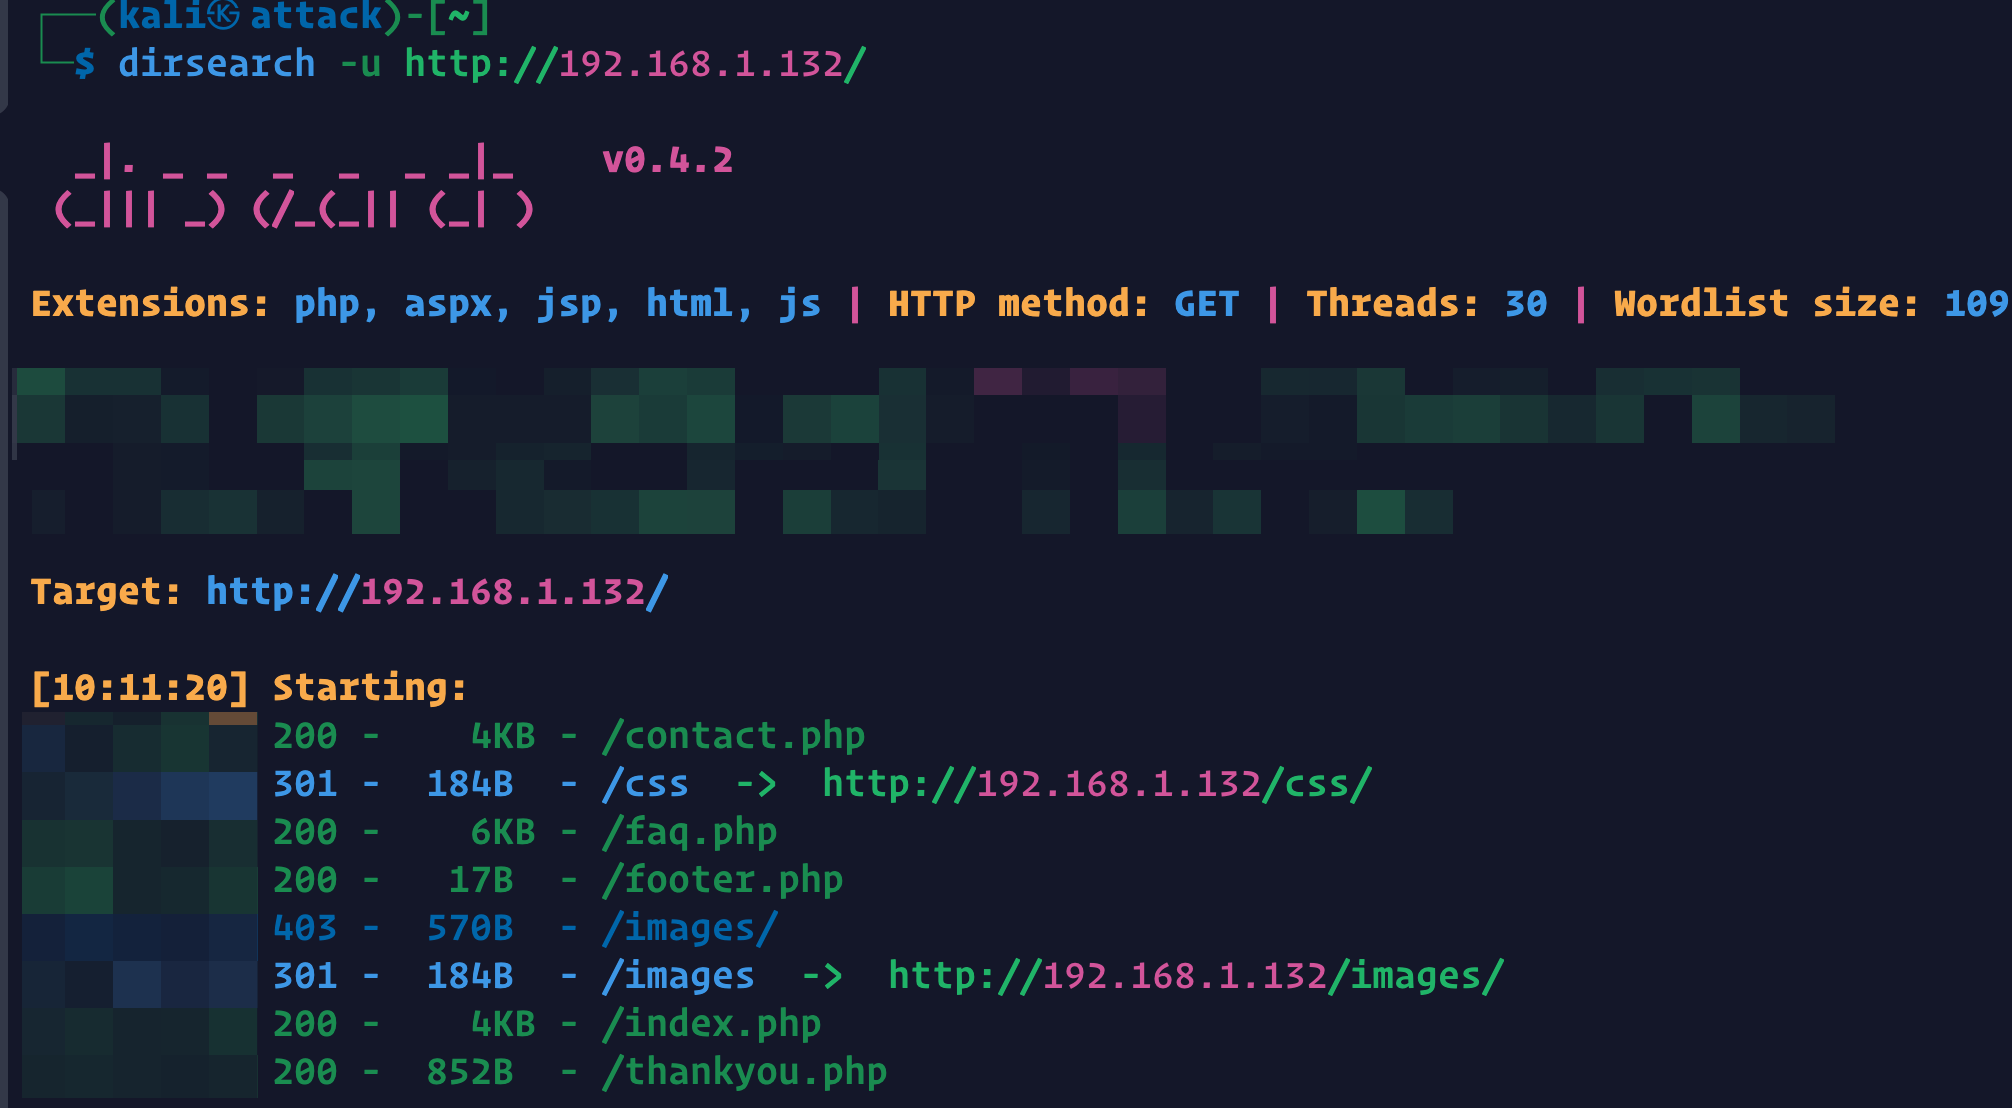 ┌──(kali㉿attack)-[~]
└─$ dirsearch -u http://192.168.1.132/
  _|. _ _  _  _  _ _|_    v0.4.2
 (_||| _) (/_(_|| (_| )
Extensions: php, aspx, jsp, html, js | HTTP method: GET | Threads: 30 | Wordlist size: 109
Target: http://192.168.1.132/
[10:11:20] Starting:
200 -    4KB - /contact.php
301 -  184B  - /css  ->  http://192.168.1.132/css/
200 -    6KB - /faq.php
200 -   17B  - /footer.php
403 -  570B  - /images/
301 -  184B  - /images  ->  http://192.168.1.132/images/
200 -    4KB - /index.php
200 -  852B  - /thankyou.php